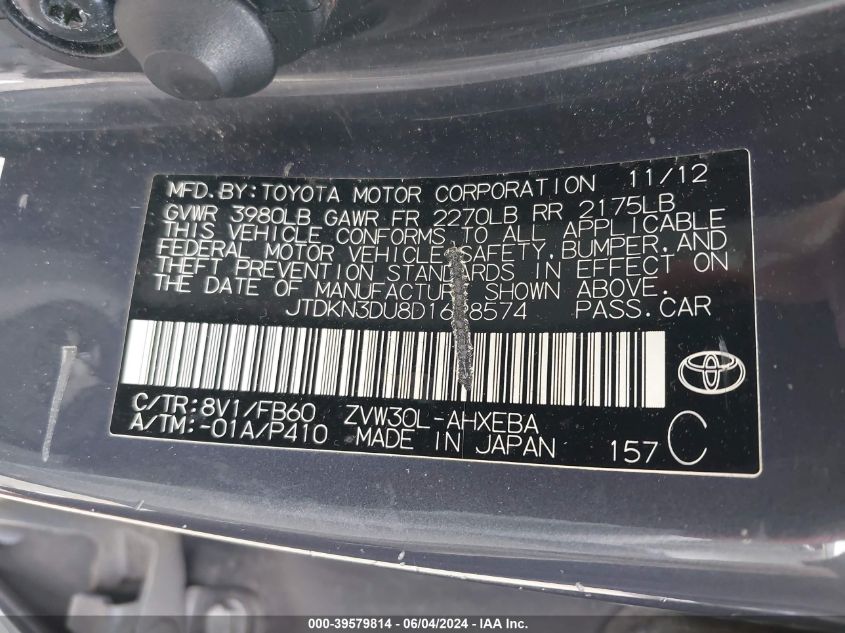 MFD. BY: TOYOTA MOTOR CORPORATION 11/12
GVWR 3980LB GAWR FR 2270LB RR 2175LB
THIS VEHICLE CONFORMS TO ALL APPLICABLE
FEDERAL MOTOR VEHICLE SAFETY, BUMPER, AND
THEFT PREVENTION STANDARDS IN EFFECT ON
THE DATE OF MANUFACTURE SHOWN ABOVE.
PASS.CAR
C/TR: 8V1/FB60 ZVW30L-AHXEBA
A/TM: -01A/P410 MADE IN JAPAN 157 C
000-39579814 - 06/04/2024 - IAA Inc.